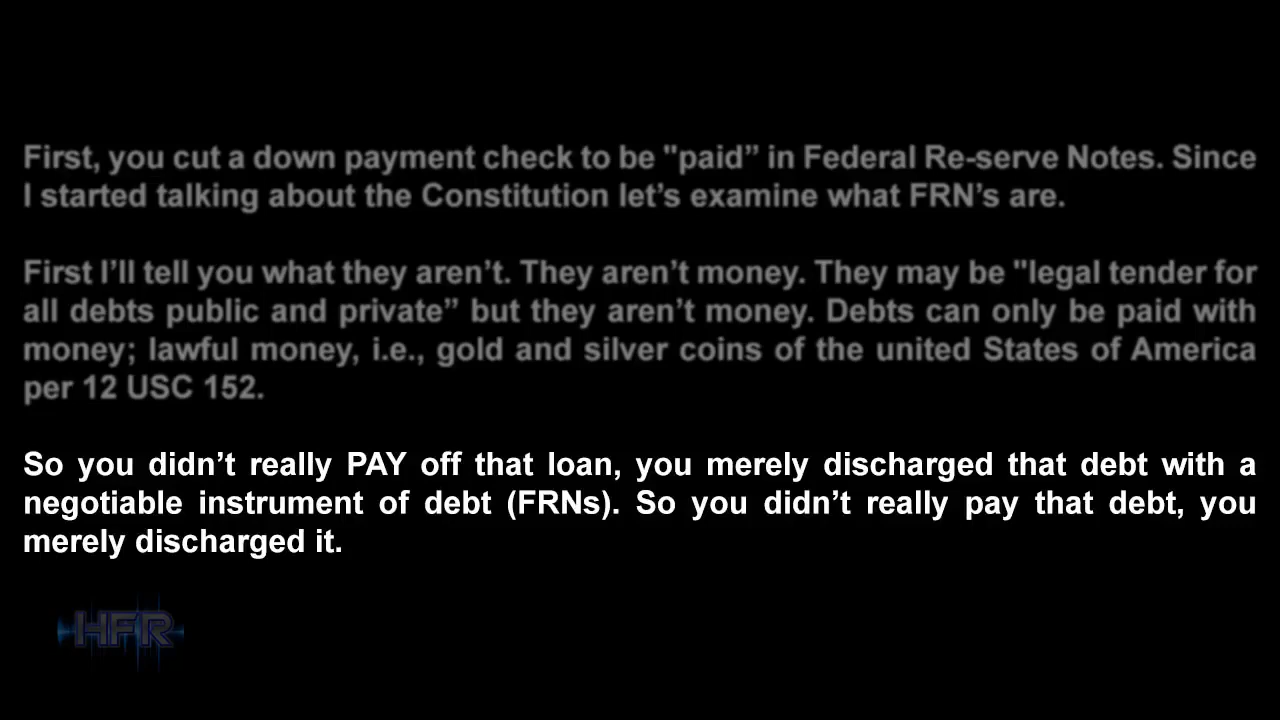 First, you cut a down payment check to be "paid” in Federal Re-serve Notes. Since
I started talking about the Constitution let’s examine what FRN’s are.
First I’ll tell you what they aren’t. They aren’t money. They may be "legal tender for
all debts public and private” but they aren’t money. Debts can only be paid with
money; lawful money, i.e., gold and silver coins of the united States of America
per 12 USC 152.
So you didn’t really PAY off that loan, you merely discharged that debt with a
negotiable instrument of debt (FRNs). So you didn’t really pay that debt, you
merely discharged it.
HFR